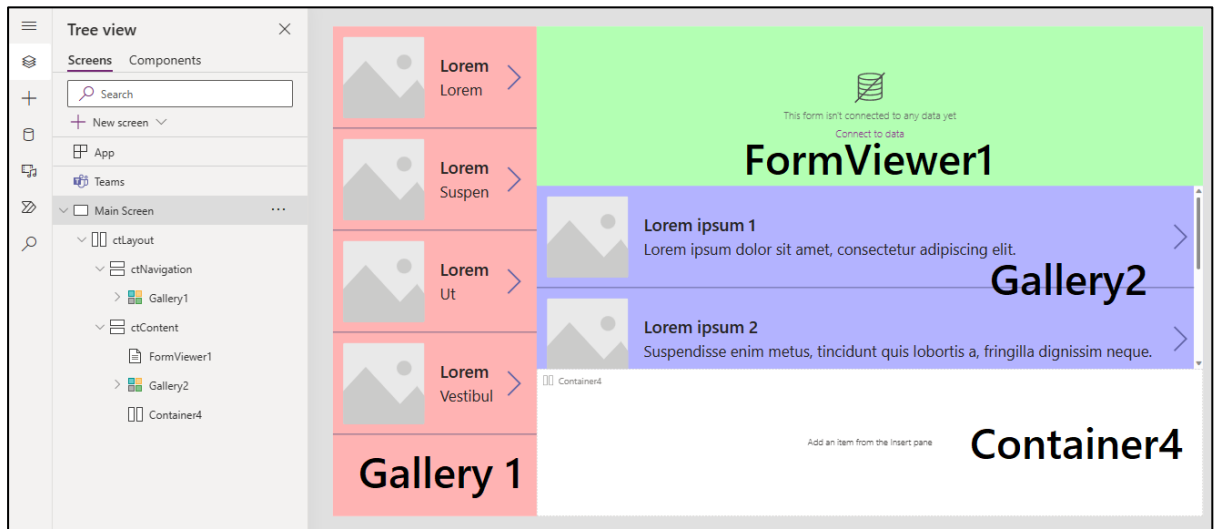 Tree view
Screens Components
Search
New screen
App
Teams
Main Screen
ctLayout
ctNavigation
Gallery1
ctContent
FormViewer1
Gallery2
Container4
Lorem
Lorem
Lorem
Suspen
Lorem
Ut
Lorem
Vestibul
Gallery 1
This form isn't connected to any data yet
Connect to data
FormViewer1
Lorem ipsum 1
Lorem ipsum dolor sit amet, consectetur adipiscing elit.
Gallery2
Lorem ipsum 2
Suspendisse enim metus, tincidunt quis lobortis a, fringilla dignissim neque.
Container4
Add an item from the insert pane
Container4